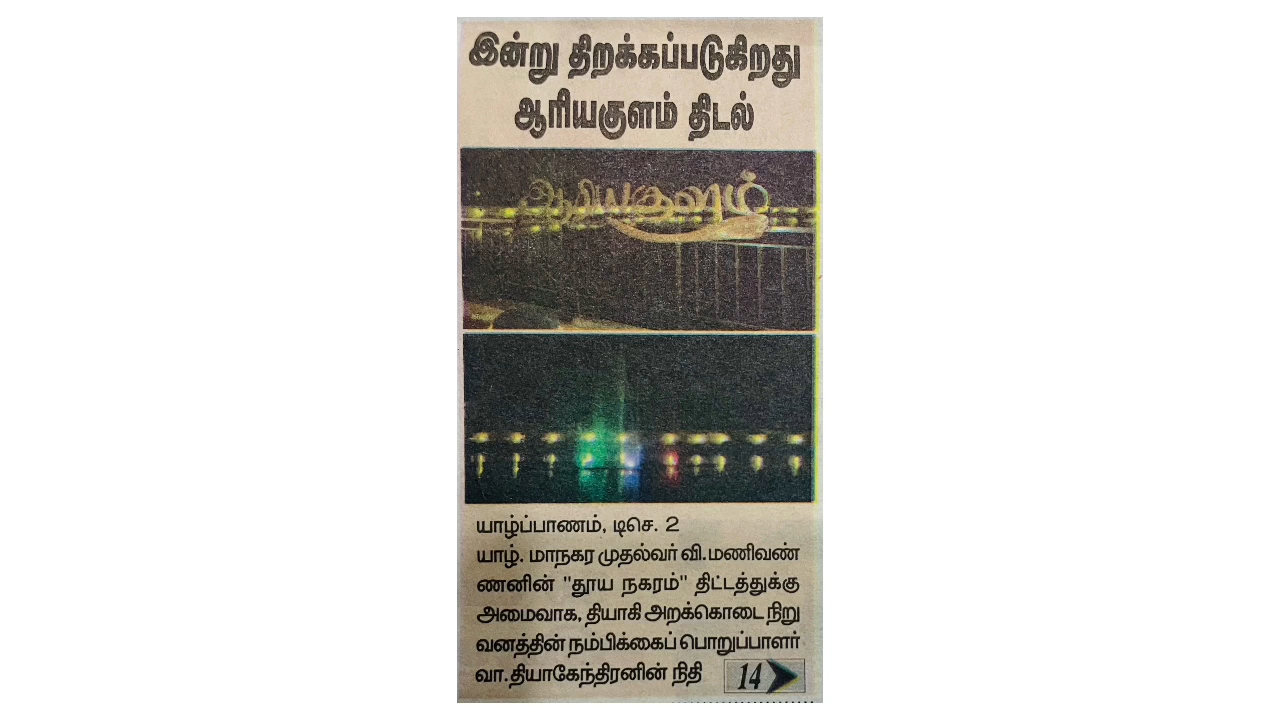 இன்று திறக்கப்படுகிறது
ஆரியகுளம் திடல்
ஆரியகுளம்
யாழ்ப்பாணம், டிசெ. 2
யாழ். மாநகர முதல்வர் வி.மணிவண்
ணனின் "தூய நகரம்" திட்டத்துக்கு
அமைவாக, தியாகி அறக்கொடை நிறு
வனத்தின் நம்பிக்கைப் பொறுப்பாளர்
வா.தியாகேந்திரனின் நிதி
14